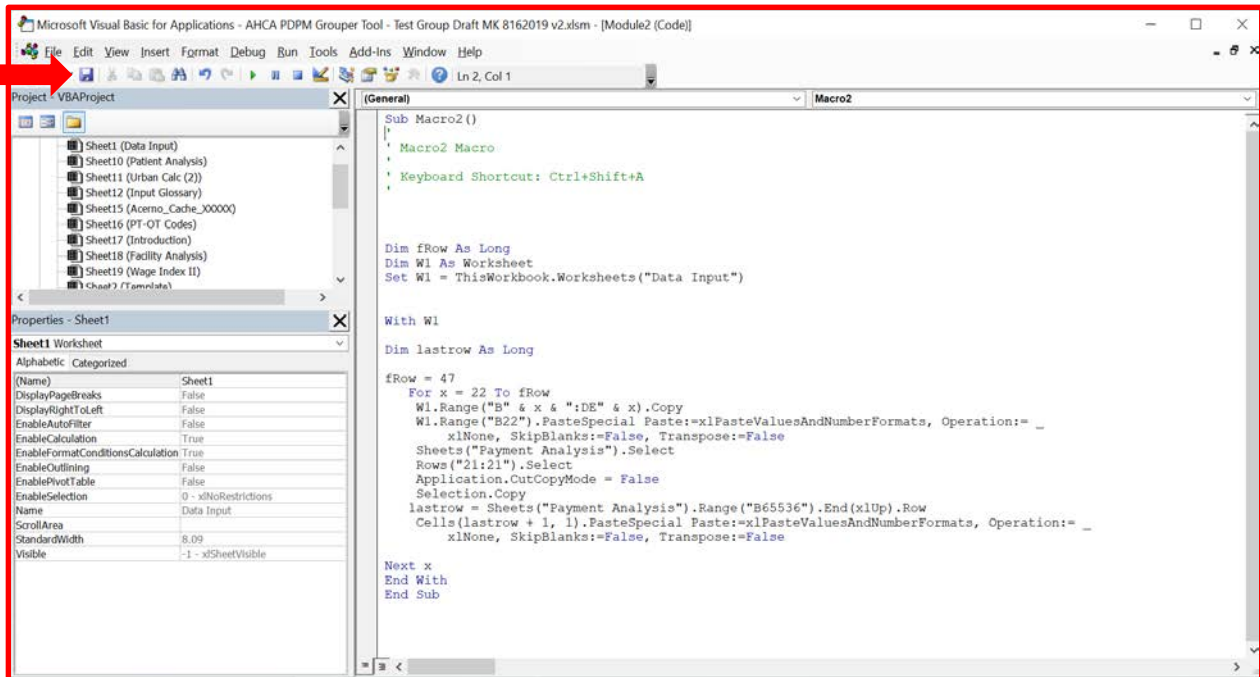 Microsoft Visual Basic for Applications - AHCA PDPM Grouper Tool - Test Group Draft MK 8162019 v2.xlsm - [Module2 (Code)]
File Edit View Insert Format Debug Run Tools Add-Ins Window Help
Ln 2, Col 1
Project - VBAProject
Sheet1 (Data Input)
Sheet10 (Patient Analysis)
Sheet11 (Urban Calc (2))
Sheet12 (Input Glossary)
Sheet15 (Acerno_Cache_XXXXX)
Sheet16 (PT-OT Codes)
Sheet17 (Introduction)
Sheet18 (Facility Analysis)
Sheet19 (Wage Index II)
Sheet2 (Template)
Properties - Sheet1
Sheet1 Worksheet
Alphabetic Categorized
(Name) Sheet1
DisplayPageBreaks False
DisplayRightToLeft False
EnableAutoFilter False
EnableCalculation True
EnableFormatConditionsCalculation True
EnableOutlining False
EnablePivotTable False
EnableSelection 0 - xlNoRestrictions
Name Data Input
ScrollArea
StandardWidth 8.09
Visible -1 - xlSheetVisible
(General) Macro2
Sub Macro2()
'
' Macro2 Macro
'
' Keyboard Shortcut: Ctrl+Shift+A
'
Dim fRow As Long
Dim W1 As Worksheet
Set W1 = ThisWorkbook.Worksheets("Data Input")
With W1
Dim lastrow As Long
fRow = 47
For x = 22 To fRow
W1.Range("B" & x & ":DE" & x).Copy
W1.Range("B22").PasteSpecial Paste:=xlPasteValuesAndNumberFormats, Operation:= _
xlNone, SkipBlanks:=False, Transpose:=False
Sheets("Payment Analysis").Select
Rows("21:21").Select
Application.CutCopyMode = False
Selection.Copy
lastrow = Sheets("Payment Analysis").Range("B65536").End(xlUp).Row
Cells(lastrow + 1, 1).PasteSpecial Paste:=xlPasteValuesAndNumberFormats, Operation:= _
xlNone, SkipBlanks:=False, Transpose:=False
Next x
End With
End Sub